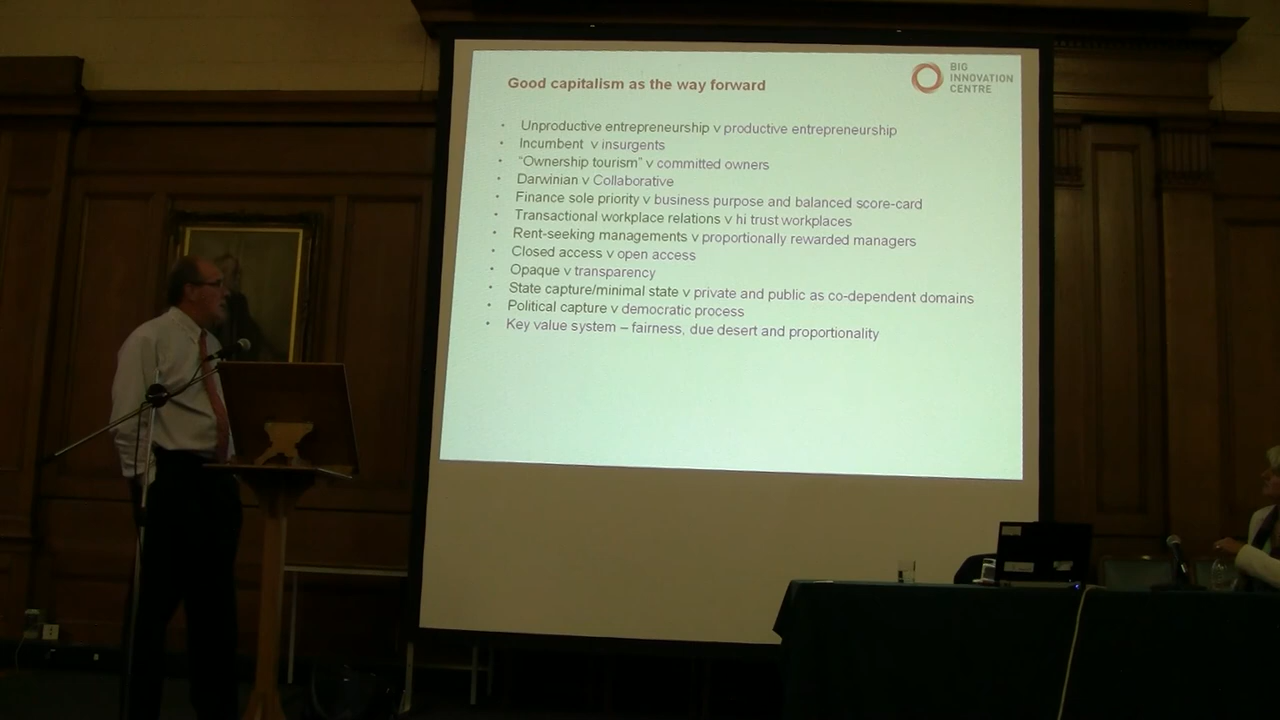 Good capitalism as the way forward
BIG
INNOVATION
CENTRE
• Unproductive entrepreneurship v productive entrepreneurship
• Incumbent v insurgents
• "Ownership tourism" v committed owners
• Darwinian v Collaborative
• Finance sole priority v business purpose and balanced score-card
• Transactional workplace relations v hi trust workplaces
• Rent-seeking managements v proportionally rewarded managers
• Closed access v open access
• Opaque v transparency
• State capture/minimal state v private and public as co-dependent domains
• Political capture v democratic process
• Key value system – fairness, due desert and proportionality